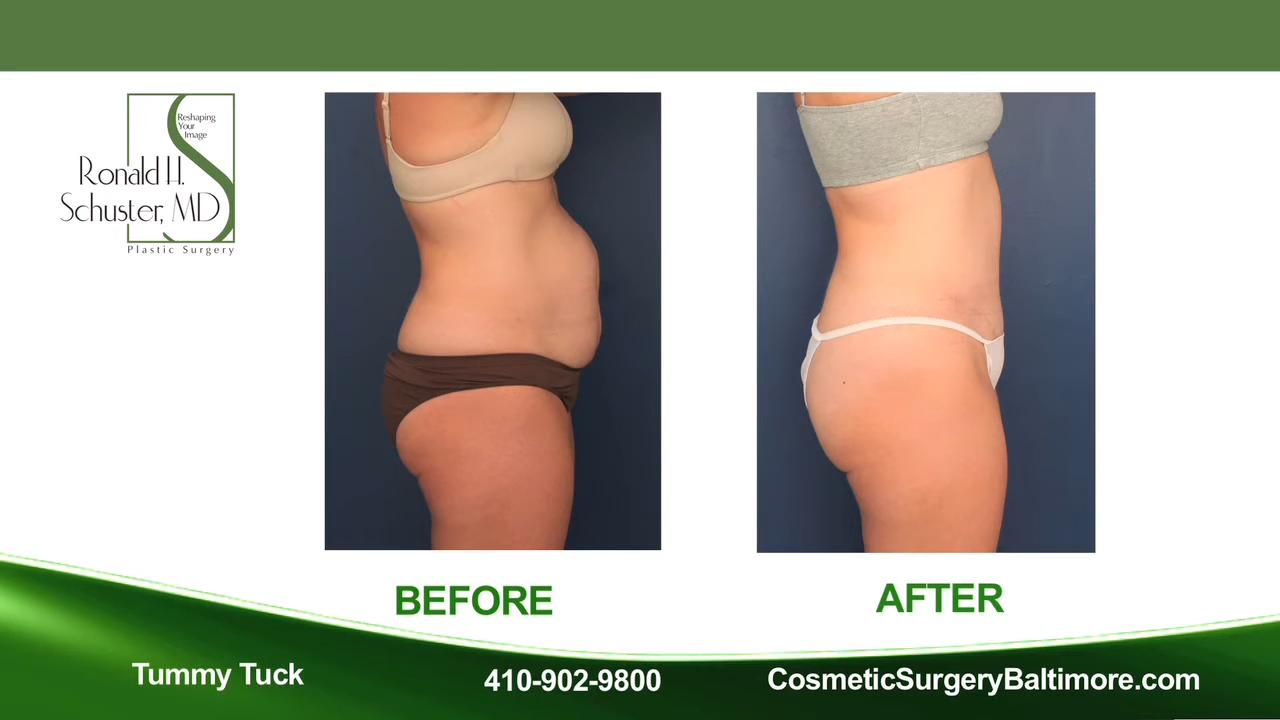 Reshaping
Your
Image
Ronald H.
Schuster, MD
Plastic Surgery
BEFORE
AFTER
Tummy Tuck
410-902-9800
CosmeticSurgeryBaltimore.com